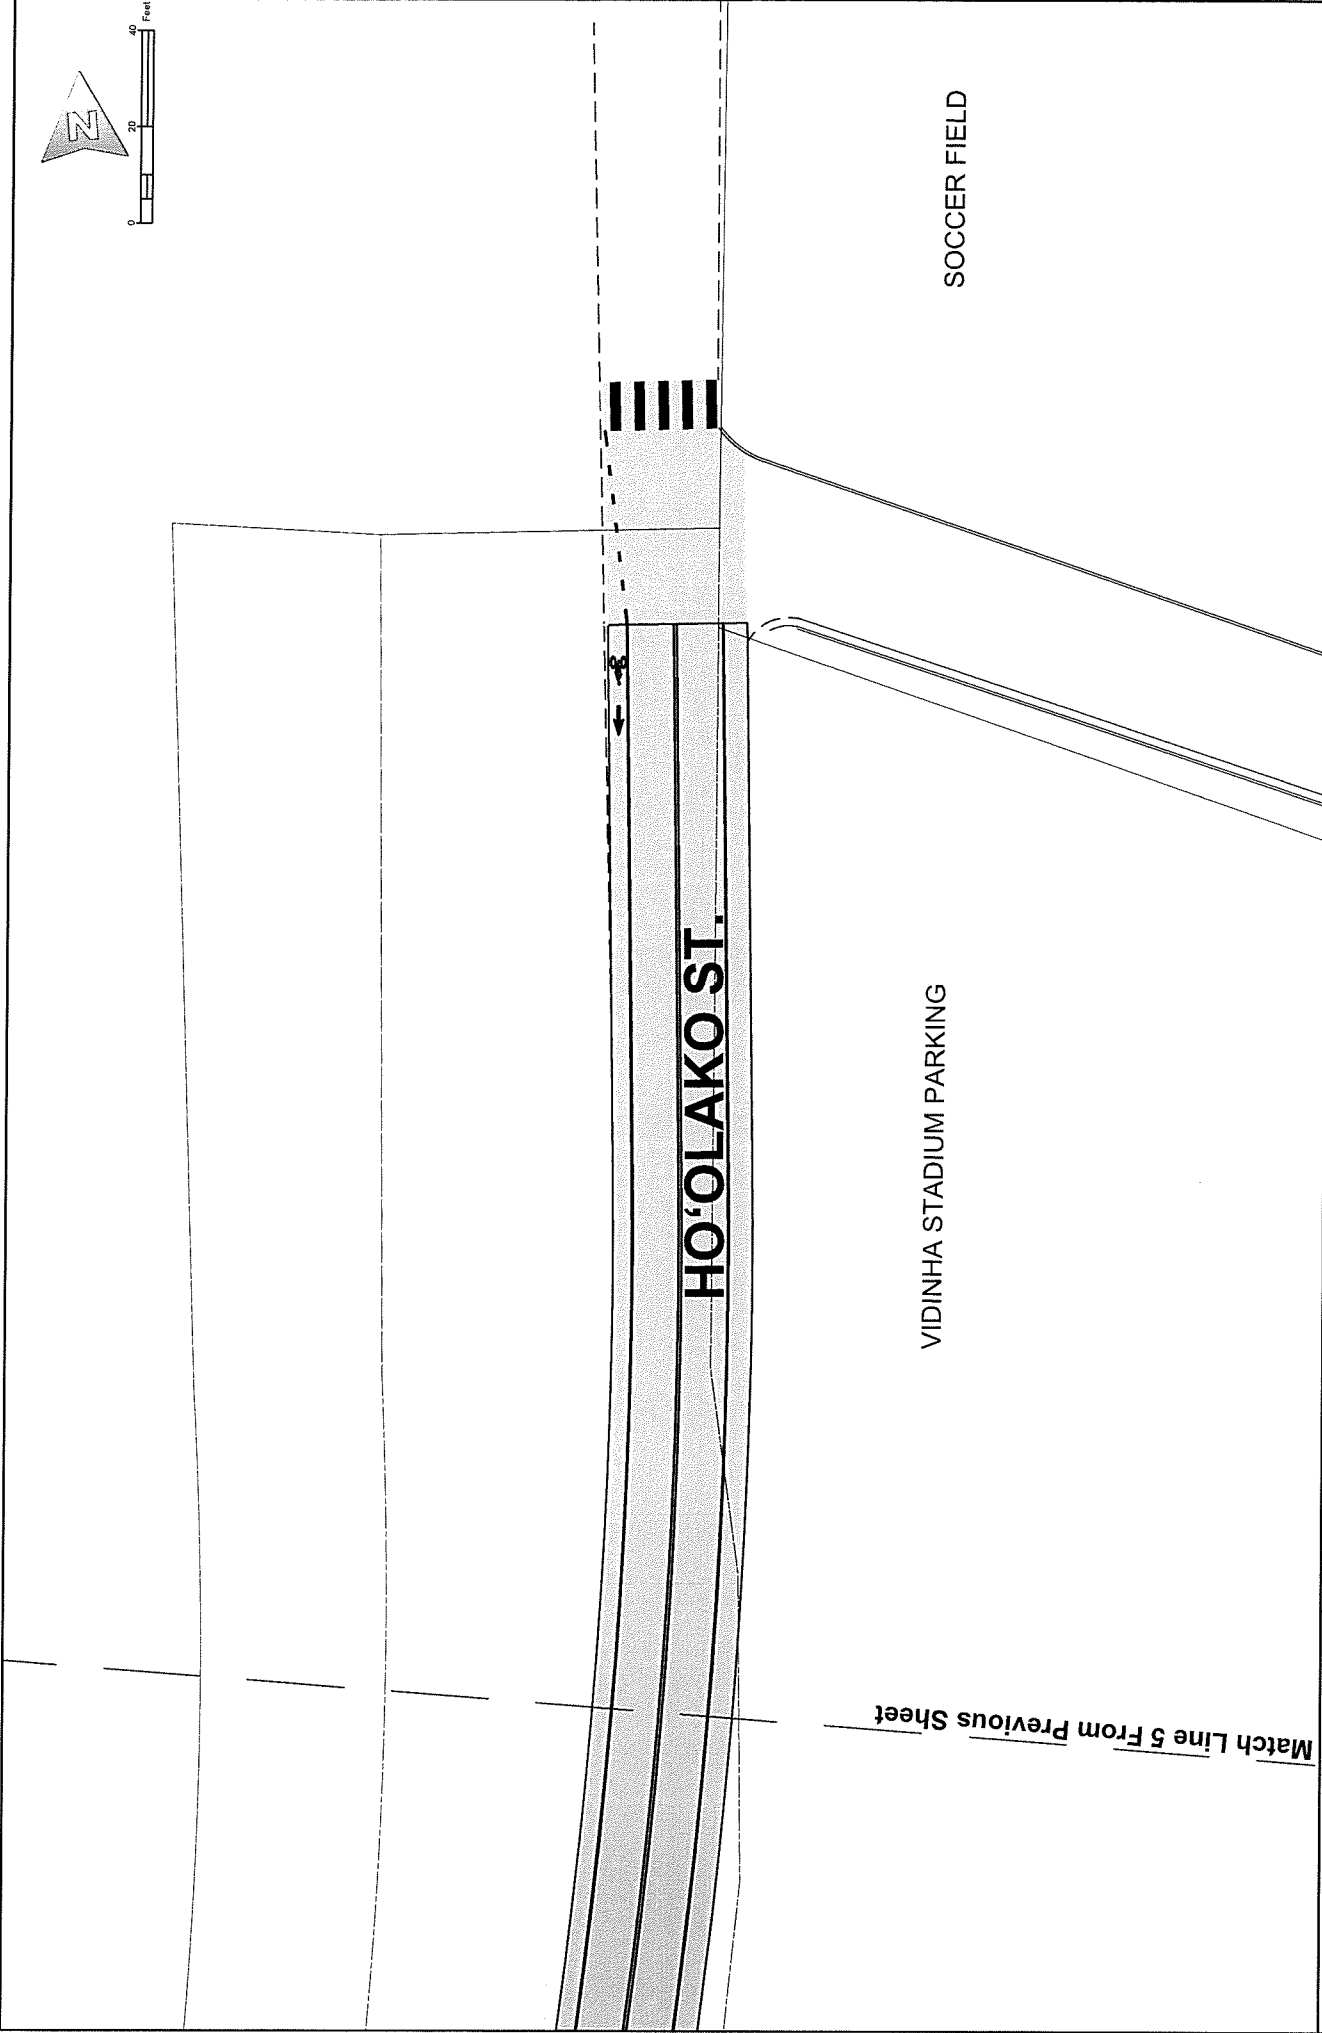 N
0 20 40 Feet
SOCCER FIELD
HO‘OLAKO ST.
VIDINHA STADIUM PARKING
Match Line 5 From Previous Sheet